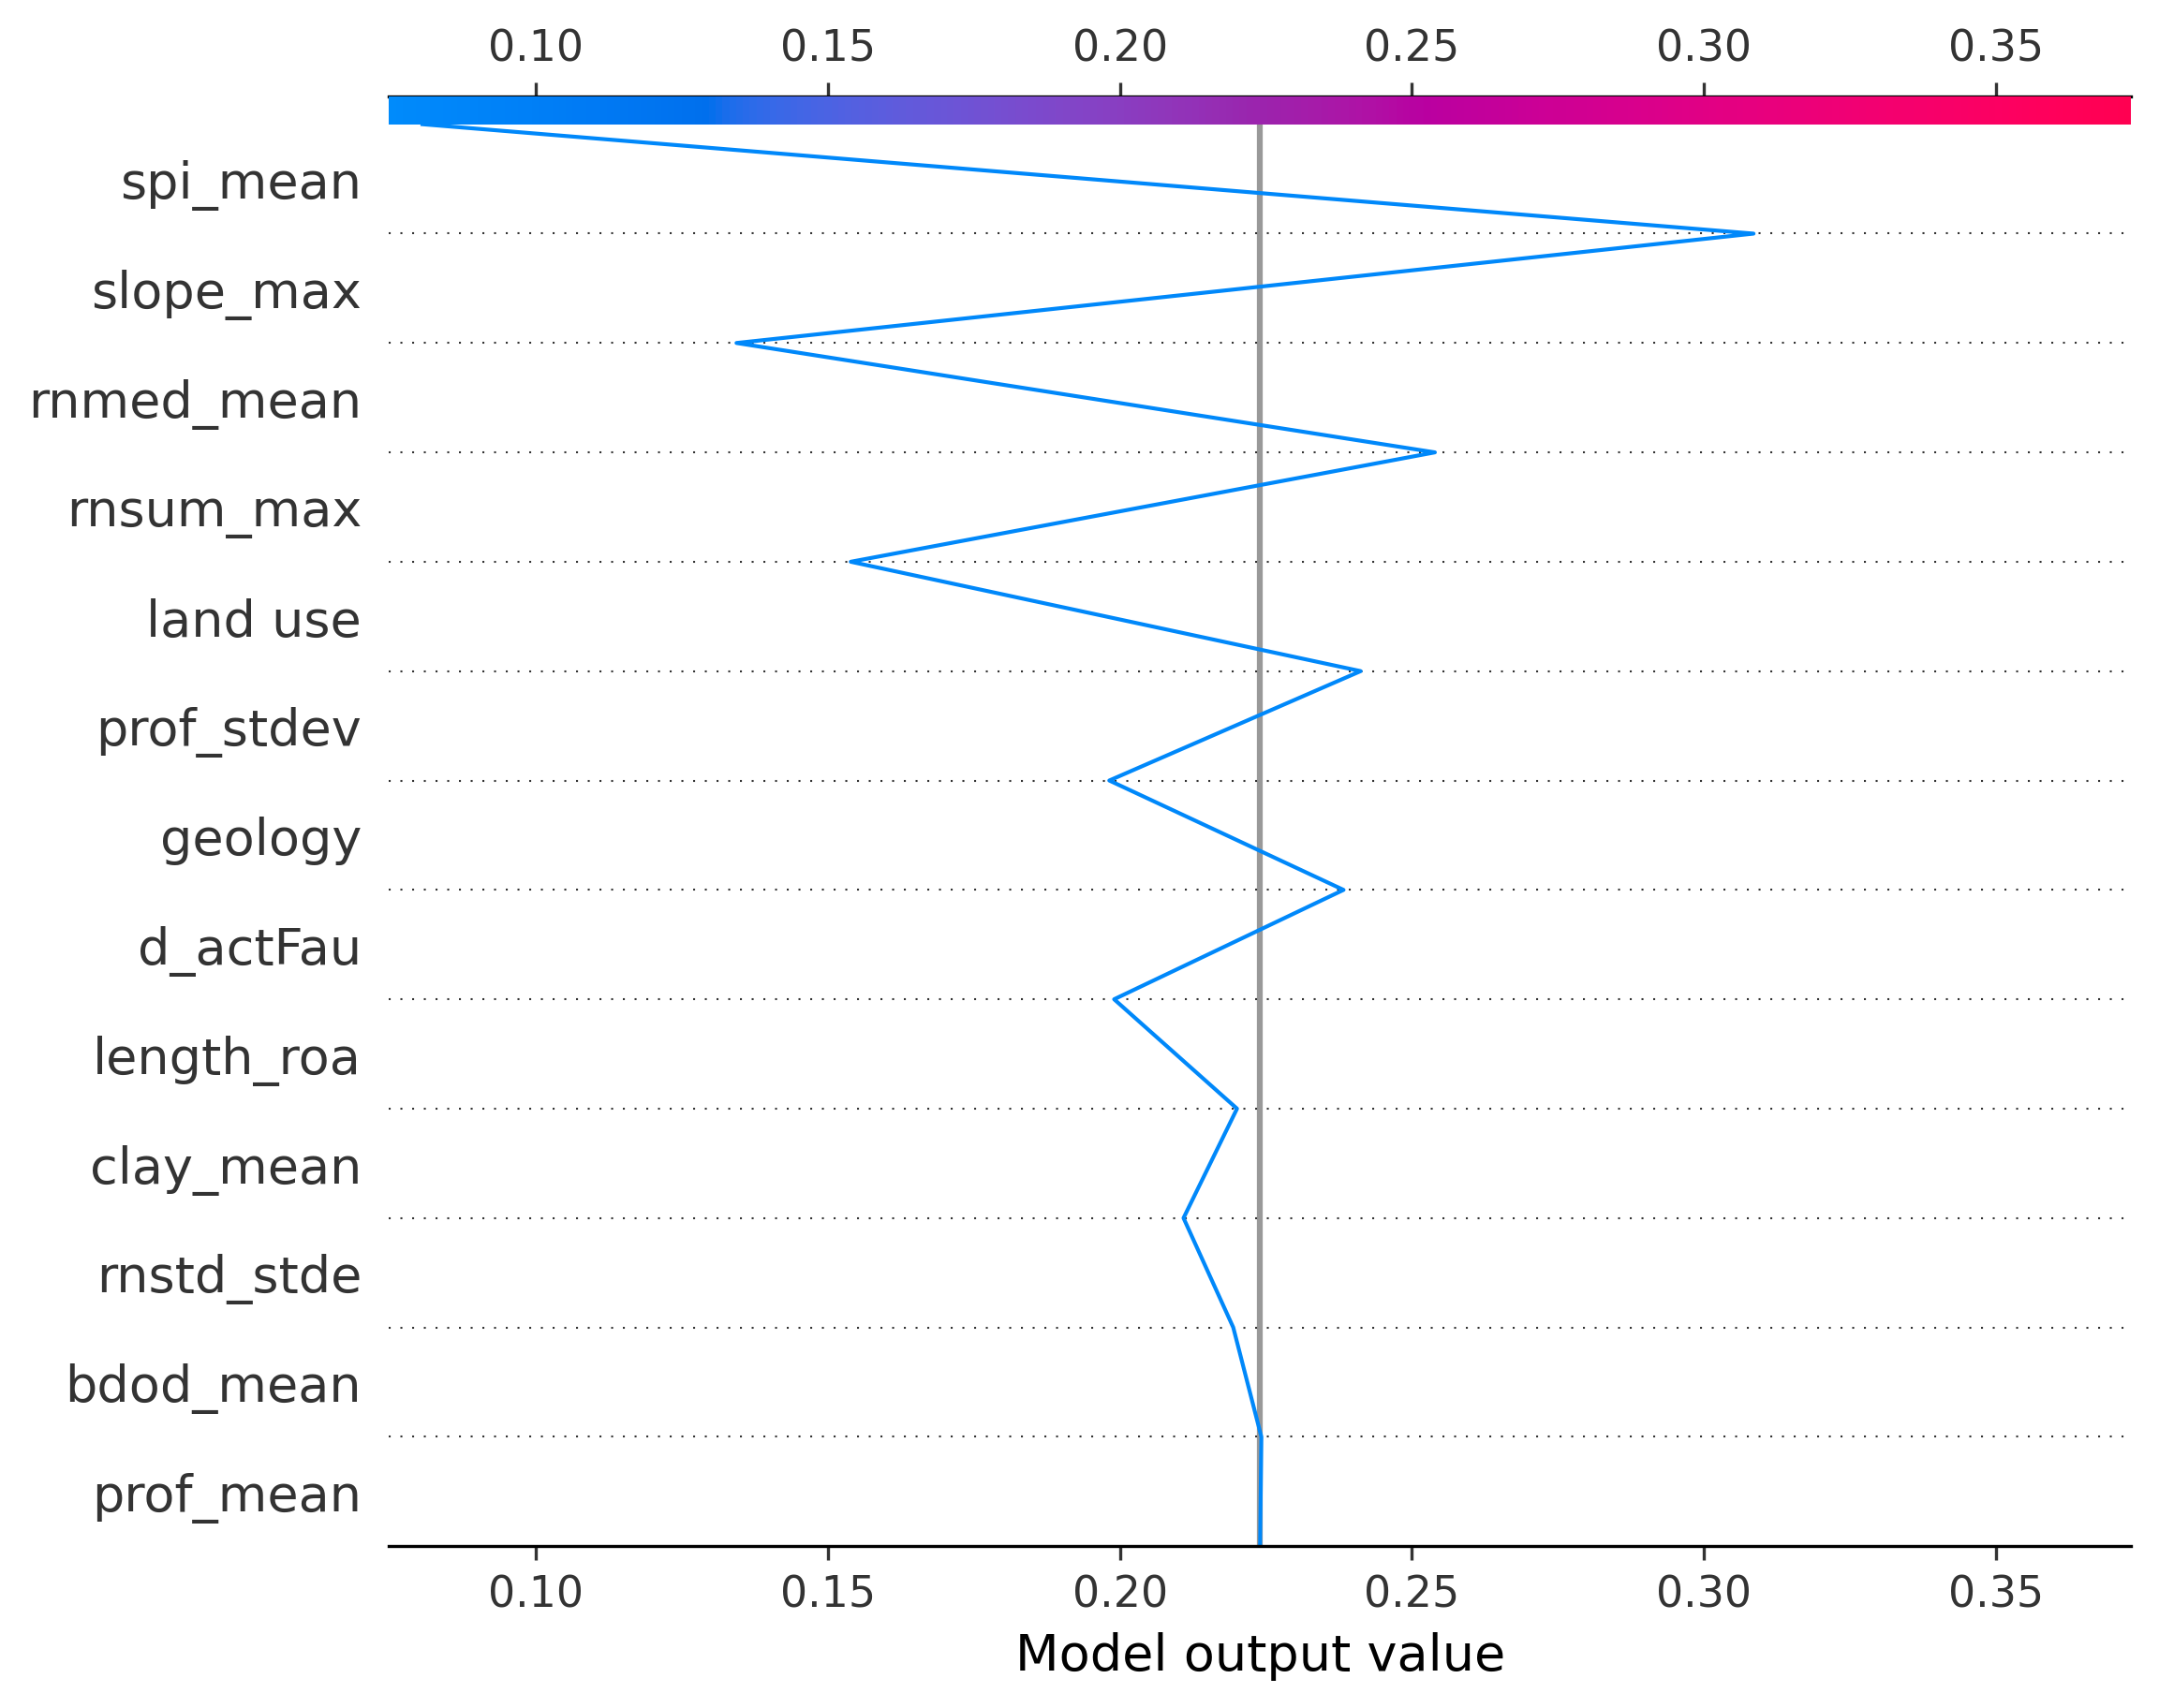 0.10 0.15 0.20 0.25 0.30 0.35
spi_mean
slope_max
rnmed_mean
rnsum_max
land use
prof_stdev
geology
d_actFau
length_roa
clay_mean
rnstd_stde
bdod_mean
prof_mean
0.10 0.15 0.20 0.25 0.30 0.35
Model output value